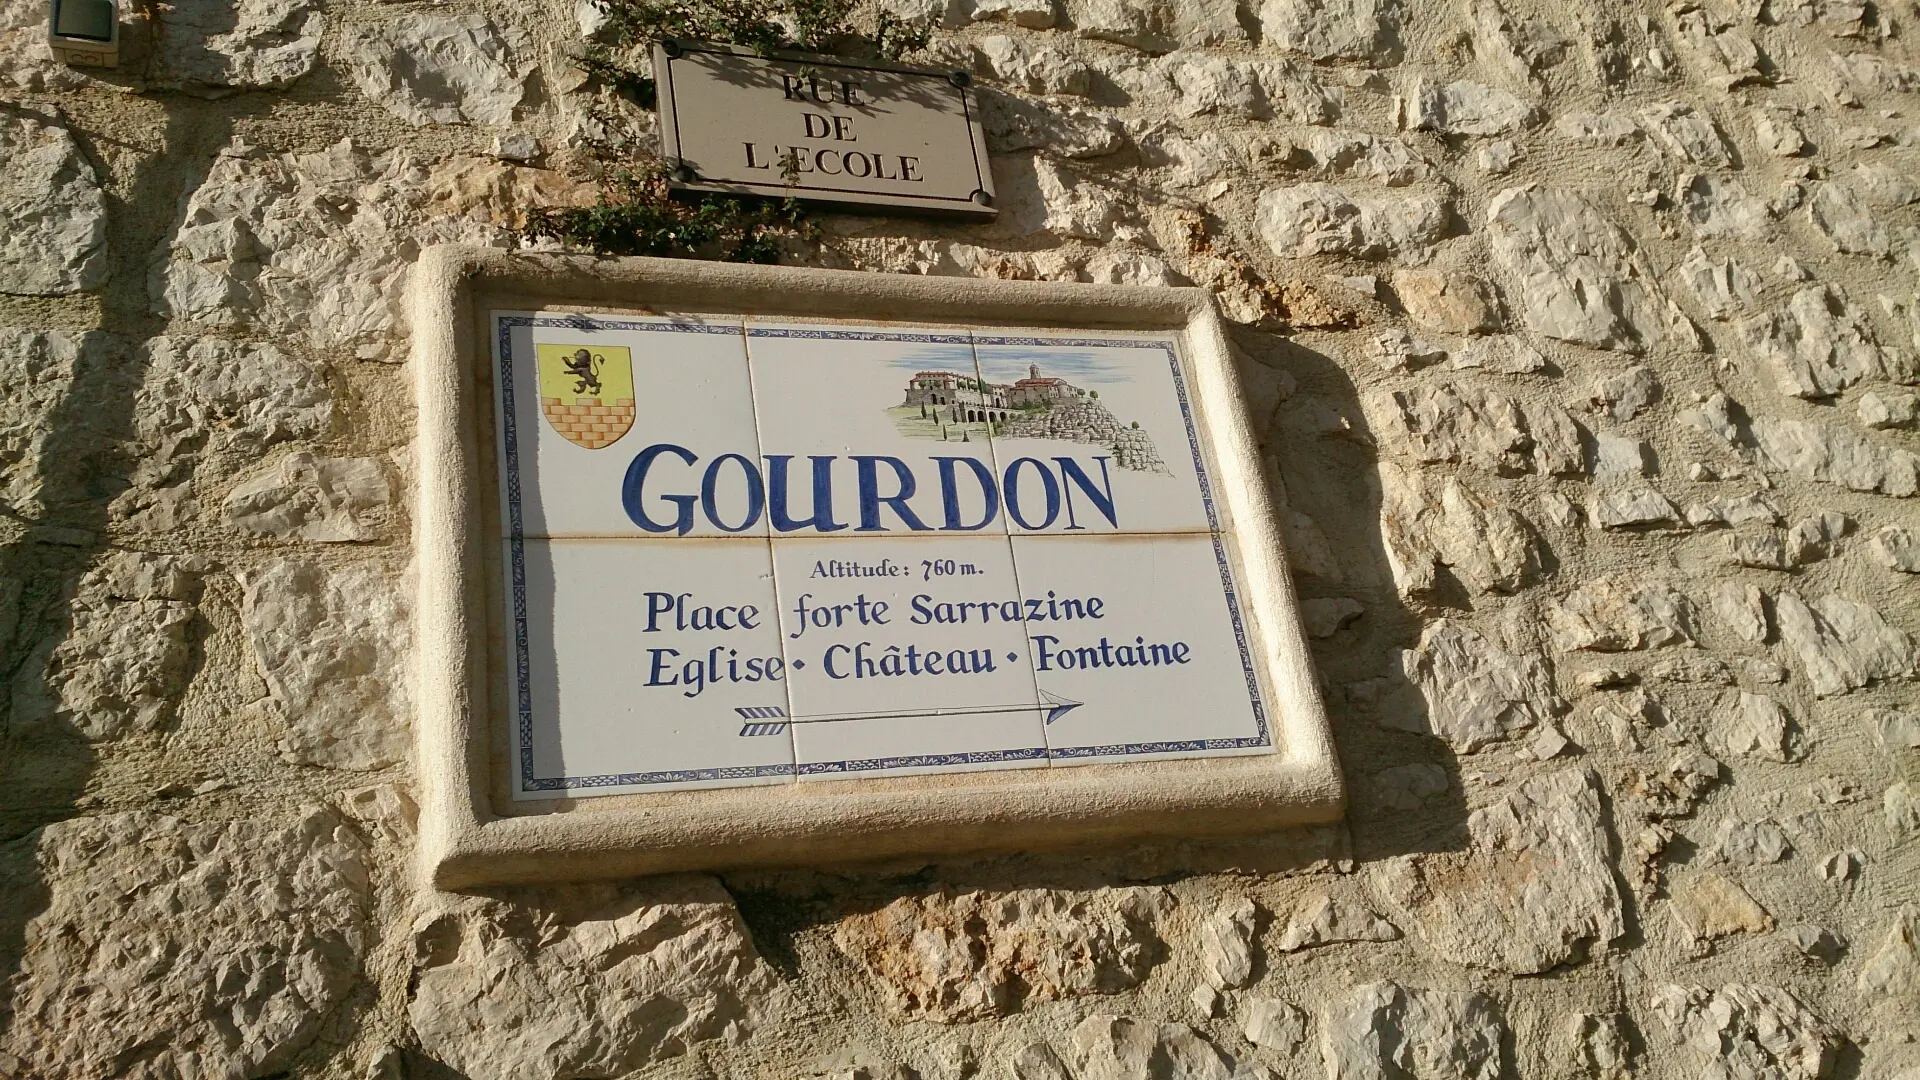 RUE
DE
L'ECOLE
GOURDON
Altitude : 760 m.
Place forte Sarrazine
Eglise • Château • Fontaine